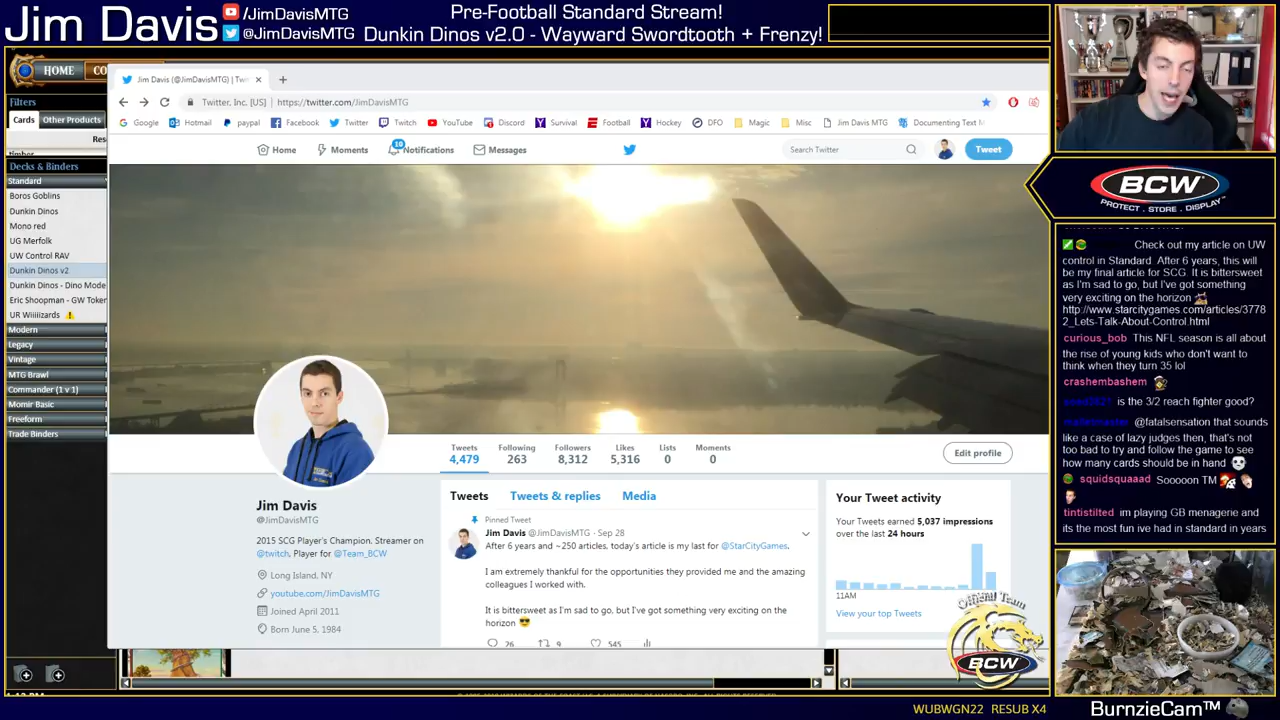 Jim Davis
/JimDavisMTG
@JimDavisMTG
Pre-Football Standard Stream!
Dunkin Dinos v2.0 - Wayward Swordtooth + Frenzy!
HOME
CO
Filters
Cards Other Products
Res
Decks & Binders
Standard
Boros Goblins
Dunkin Dinos
Mono red
UG Merfolk
UW Control RAV
Dunkin Dinos v2
Dunkin Dinos - Dino Mode
Eric Shoopman - GW Token
UR Wiiiizards
Modern
Legacy
Vintage
MTG Brawl
Commander (1 v 1)
Momir Basic
Freeform
Trade Binders
Jim Davis (@JimDavisMTG) | Twit
Twitter, Inc. [US] https://twitter.com/JimDavisMTG
Google Hotmail paypal Facebook Twitter Twitch YouTube Discord Survival Football Hockey DFO Magic Misc Jim Davis MTG Documenting Text M
Home Moments 10 Notifications Messages Search Twitter Tweet
Tweets Following Followers Likes Lists Moments
4,479 263 8,312 5,316 0 0
Edit profile
Jim Davis
@JimDavisMTG
2015 SCG Player's Champion. Streamer on
@twitch. Player for @Team_BCW
Long Island, NY
youtube.com/JimDavisMTG
Joined April 2011
Born June 5, 1984
Tweets Tweets & replies Media
Pinned Tweet
Jim Davis @JimDavisMTG · Sep 28
After 6 years and ~250 articles, today's article is my last for @StarCityGames.
I am extremely thankful for the opportunities they provided me and the amazing
colleagues I worked with.
It is bittersweet as I'm sad to go, but I've got something very exciting on the
horizon
26 9 545
Your Tweet activity
Your Tweets earned 5,037 impressions
over the last 24 hours
11AM
View your top Tweets
Official Team
BCW
BCW
PROTECT . STORE . DISPLAY
Check out my article on UW
control in Standard After 6 years, this will
be my final article for SCG. It is bittersweet
as I'm sad to go, but I've got something
very exciting on the horizon
http://www.starcitygames.com/articles/3778
2_Lets-Talk-About-Control.html
curious_bob This NFL season is all about
the rise of young kids who don't want to
think when they turn 35 lol
crashembashem
is the 3/2 reach fighter good?
@fatalsensation that sounds
like a case of lazy judges then, that's not
too bad to try and follow the game to see
how many cards should be in hand
squidsquaaad Sooooon TM
tintistilted im playing GB menagerie and
its the most fun ive had in standard in years
WUBWGN22 RESUB X4
BurnzieCam™